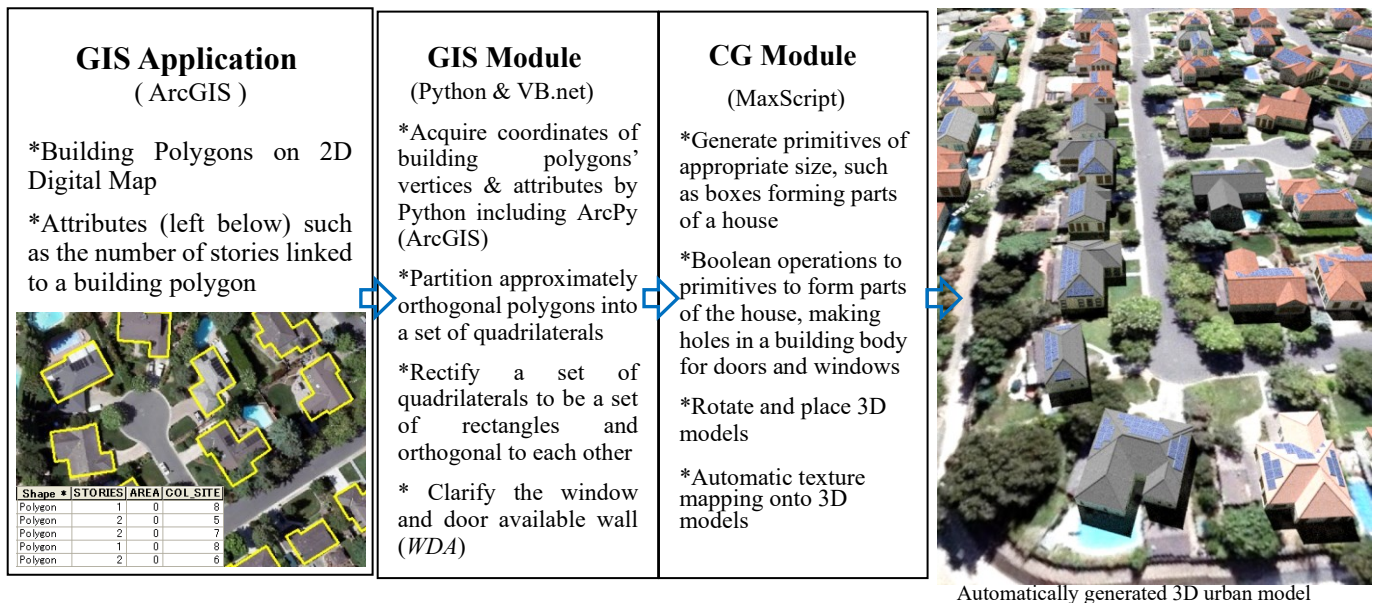 GIS Application
( ArcGIS )
*Building Polygons on 2D
Digital Map
*Attributes (left below) such
as the number of stories linked
to a building polygon
Shape * STORIES AREA COL_SITE
Polygon 1 0 8
Polygon 2 0 5
Polygon 2 0 7
Polygon 1 0 8
Polygon 2 0 6
GIS Module
(Python & VB.net)
*Acquire coordinates of
building polygons’
vertices & attributes by
Python including ArcPy
(ArcGIS)
*Partition approximately
orthogonal polygons into
a set of quadrilaterals
*Rectify a set of
quadrilaterals to be a set
of rectangles and
orthogonal to each other
* Clarify the window
and door available wall
(WDA)
CG Module
(MaxScript)
*Generate primitives of
appropriate size, such
as boxes forming parts
of a house
*Boolean operations to
primitives to form parts
of the house, making
holes in a building body
for doors and windows
*Rotate and place 3D
models
*Automatic texture
mapping onto 3D
models
Automatically generated 3D urban model